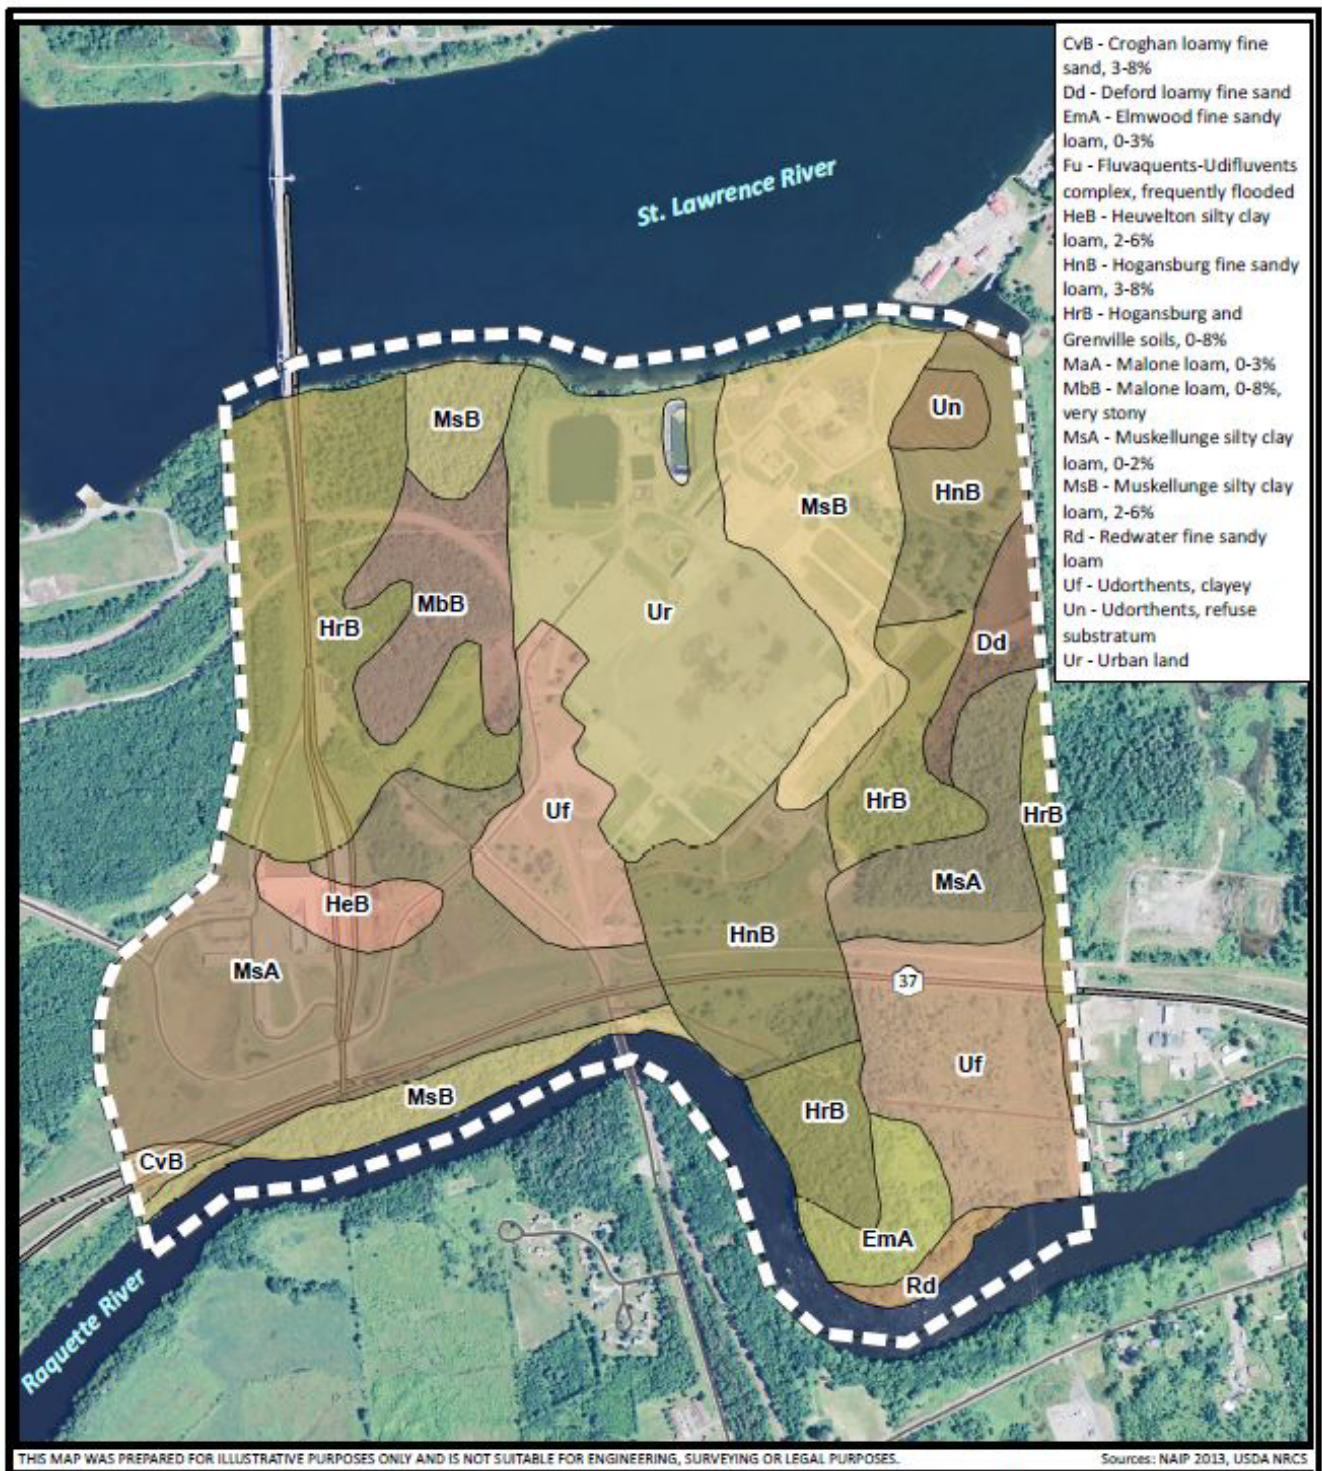 CvB - Croghan loamy fine
sand, 3-8%
Dd - Deford loamy fine sand
EmA - Elmwood fine sandy
loam, 0-3%
Fu - Fluvaquents-Udifluvents
complex, frequently flooded
HeB - Heuvelton silty clay
loam, 2-6%
HnB - Hogansburg fine sandy
loam, 3-8%
HrB - Hogansburg and
Grenville soils, 0-8%
MaA - Malone loam, 0-3%
MbB - Malone loam, 0-8%,
very stony
MsA - Muskellunge silty clay
loam, 0-2%
MsB - Muskellunge silty clay
loam, 2-6%
Rd - Redwater fine sandy
loam
Uf - Udorthents, clayey
Un - Udorthents, refuse
substratum
Ur - Urban land
St. Lawrence River
MsB
Un
HnB
MsB
MbB
Ur
HrB
Dd
HrB
Uf
HrB
MsA
HeB
HnB
MsA
37
Uf
MsB
HrB
CvB
EmA
Rd
Raquette River
THIS MAP WAS PREPARED FOR ILLUSTRATIVE PURPOSES ONLY AND IS NOT SUITABLE FOR ENGINEERING, SURVEYING OR LEGAL PURPOSES.
Sources: NAIP 2013, USDA NRCS